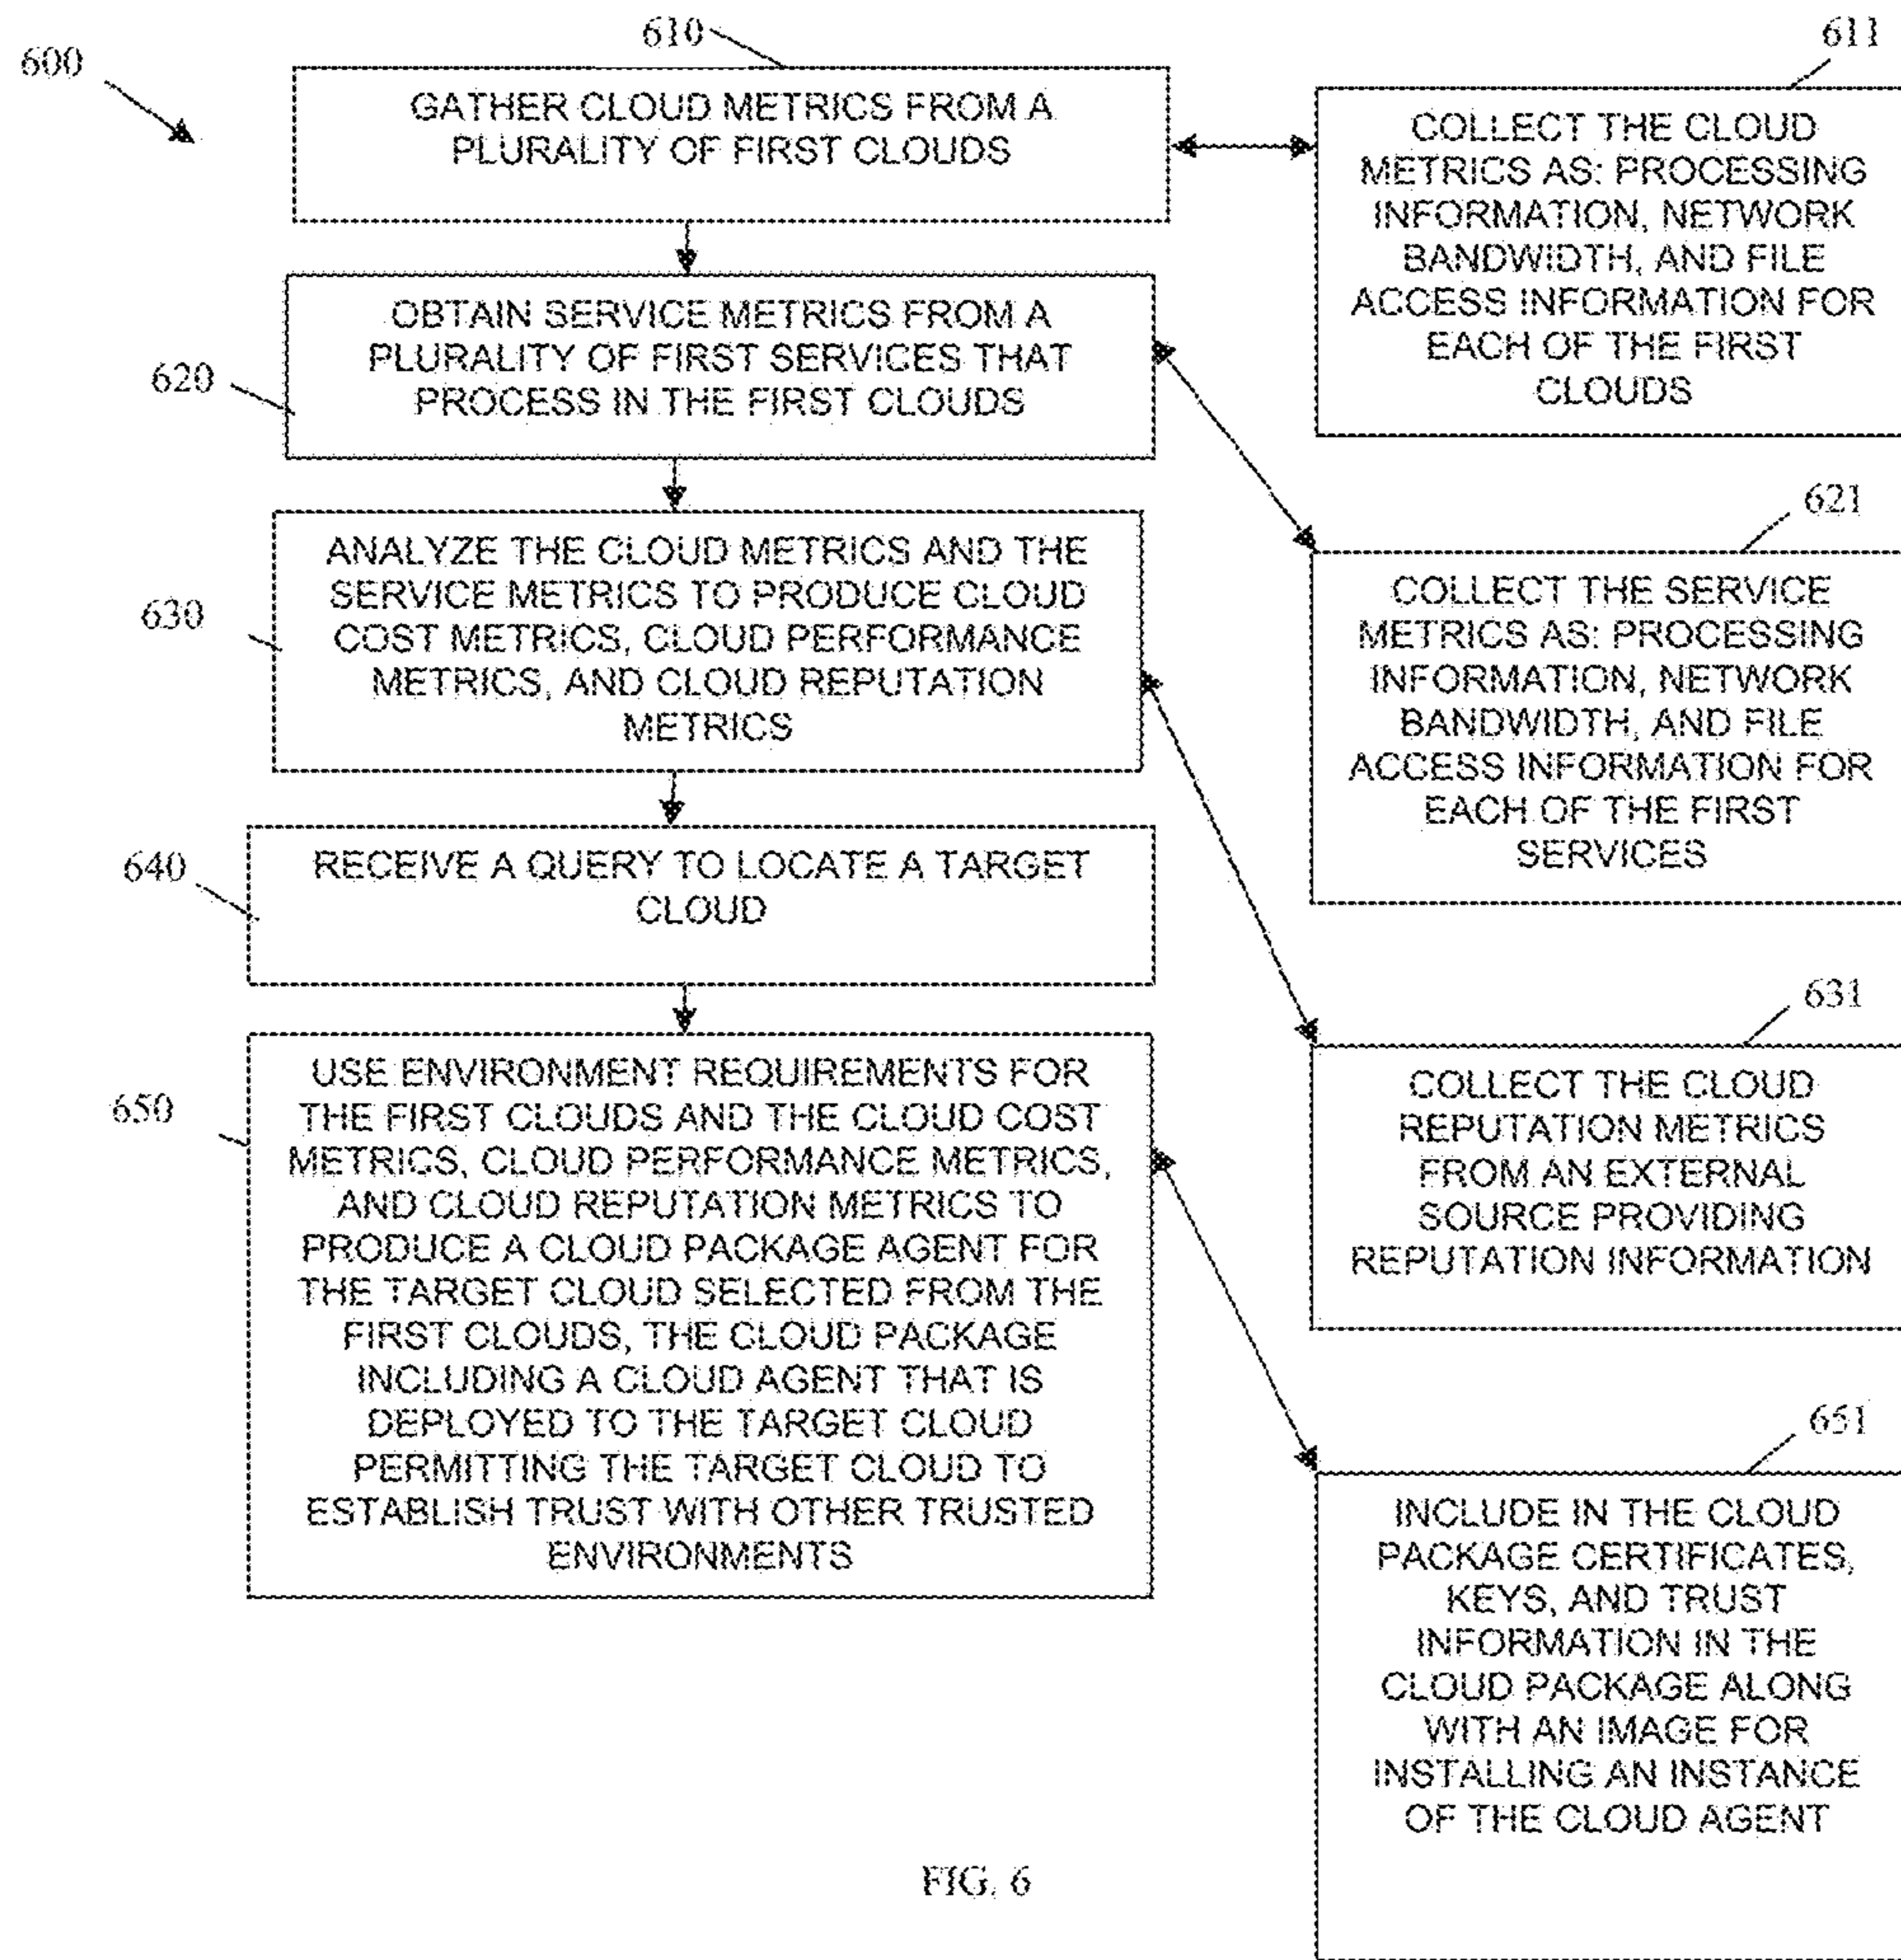 600
610
GATHER CLOUD METRICS FROM A
PLURALITY OF FIRST CLOUDS
611
COLLECT THE CLOUD
METRICS AS: PROCESSING
INFORMATION, NETWORK
BANDWIDTH, AND FILE
ACCESS INFORMATION FOR
EACH OF THE FIRST
CLOUDS
620
OBTAIN SERVICE METRICS FROM A
PLURALITY OF FIRST SERVICES THAT
PROCESS IN THE FIRST CLOUDS
621
COLLECT THE SERVICE
METRICS AS: PROCESSING
INFORMATION, NETWORK
BANDWIDTH, AND FILE
ACCESS INFORMATION FOR
EACH OF THE FIRST
SERVICES
630
ANALYZE THE CLOUD METRICS AND THE
SERVICE METRICS TO PRODUCE CLOUD
COST METRICS, CLOUD PERFORMANCE
METRICS, AND CLOUD REPUTATION
METRICS
631
COLLECT THE CLOUD
REPUTATION METRICS
FROM AN EXTERNAL
SOURCE PROVIDING
REPUTATION INFORMATION
640
RECEIVE A QUERY TO LOCATE A TARGET
CLOUD
650
USE ENVIRONMENT REQUIREMENTS FOR
THE FIRST CLOUDS AND THE CLOUD COST
METRICS, CLOUD PERFORMANCE METRICS,
AND CLOUD REPUTATION METRICS TO
PRODUCE A CLOUD PACKAGE AGENT FOR
THE TARGET CLOUD SELECTED FROM THE
FIRST CLOUDS, THE CLOUD PACKAGE
INCLUDING A CLOUD AGENT THAT IS
DEPLOYED TO THE TARGET CLOUD
PERMITTING THE TARGET CLOUD TO
ESTABLISH TRUST WITH OTHER TRUSTED
ENVIRONMENTS
651
INCLUDE IN THE CLOUD
PACKAGE CERTIFICATES,
KEYS, AND TRUST
INFORMATION IN THE
CLOUD PACKAGE ALONG
WITH AN IMAGE FOR
INSTALLING AN INSTANCE
OF THE CLOUD AGENT
FIG. 6